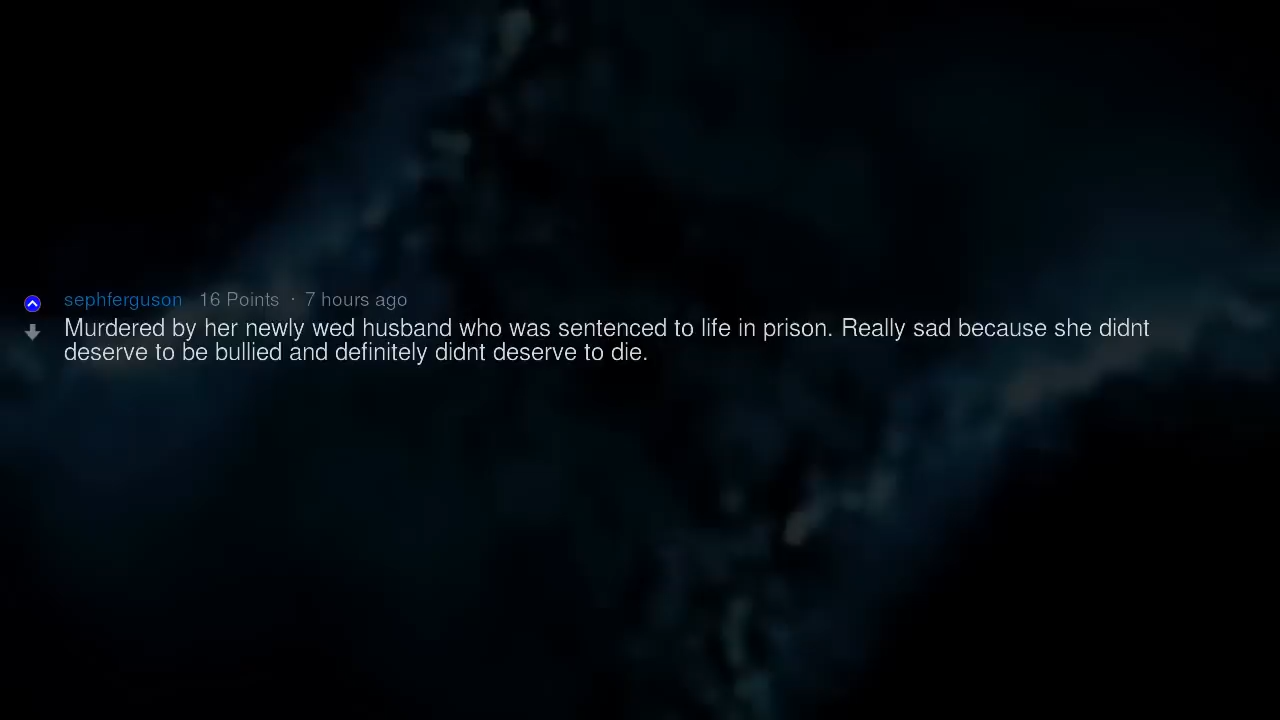 sephferguson 16 Points · 7 hours ago
Murdered by her newly wed husband who was sentenced to life in prison. Really sad because she didnt
deserve to be bullied and definitely didnt deserve to die.